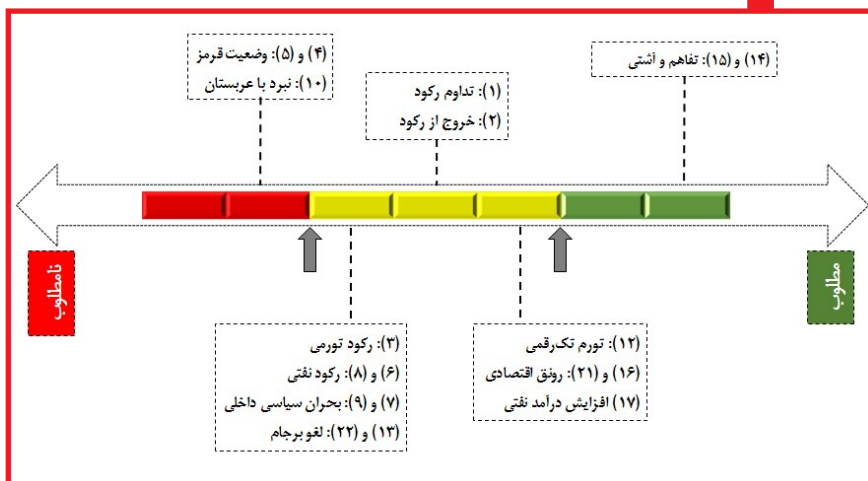 (۴) و (۵): وضعیت قرمز
(۱۰): نبرد با عربستان
(۱): تداوم رکود
(۲): خروج از رکود
(۱۴) و (۱۵): تفاهم و آشتی
نامطلوب
مطلوب
(۳): رکود تورمی
(۶) و (۸): رکود نفتی
(۷) و (۹): بحران سیاسی داخلی
(۱۳) و (۲۲): لغو برجام
(۱۲): تورم تک‌رقمی
(۱۶) و (۲۱): رونق اقتصادی
(۱۷) افزایش درآمد نفتی